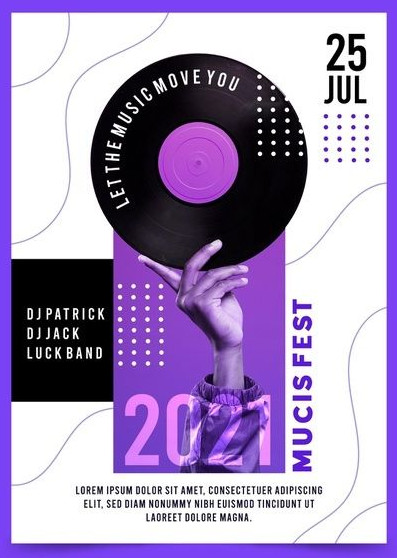 25
JUL
LET THE MUSIC MOVE YOU
DJ PATRICK
DJ JACK
LUCK BAND
MUCIS FEST
2021
LOREM IPSUM DOLOR SIT AMET, CONSECTETUER ADIPISCING
ELIT, SED DIAM NONUMMY NIBH EUISMOD TINCIDUNT UT
LAOREET DOLORE MAGNA.